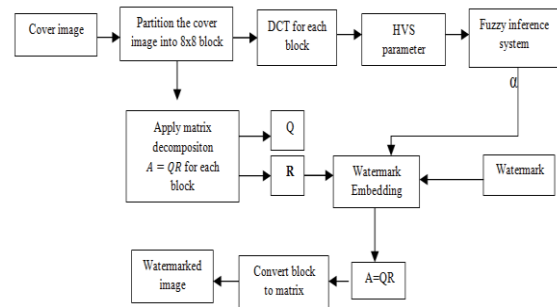 Cover image
Partition the cover
image into 8x8 block
DCT for each
block
HVS
parameter
Fuzzy inference
system
α
Apply matrix
decompositon
A = QR for each
block
Q
R
Watermark
Embedding
Watermark
Watermarked
image
Convert block
to matrix
A=QR